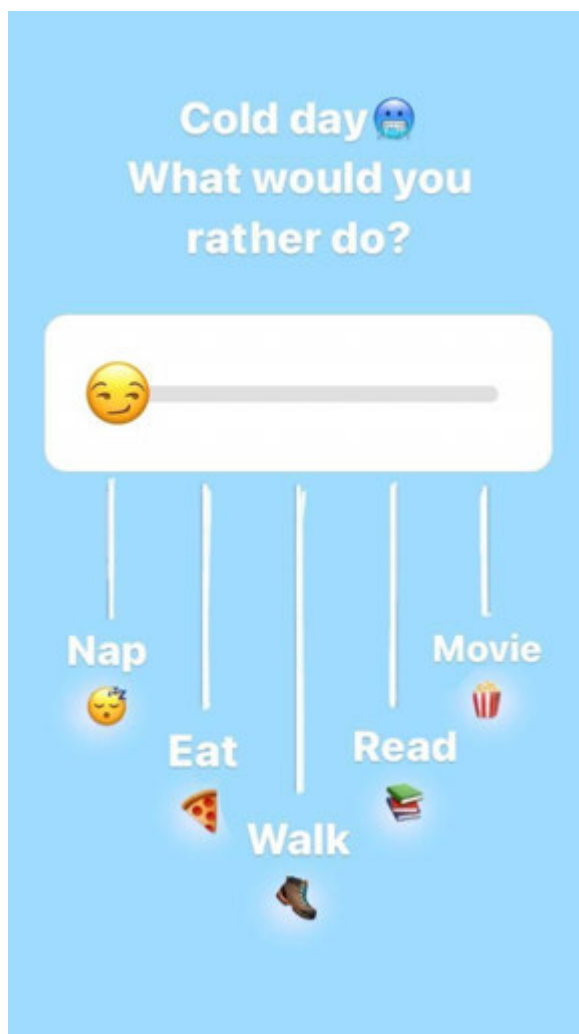 Cold day🥶
What would you
rather do?
Nap
Movie
Eat
Read
Walk